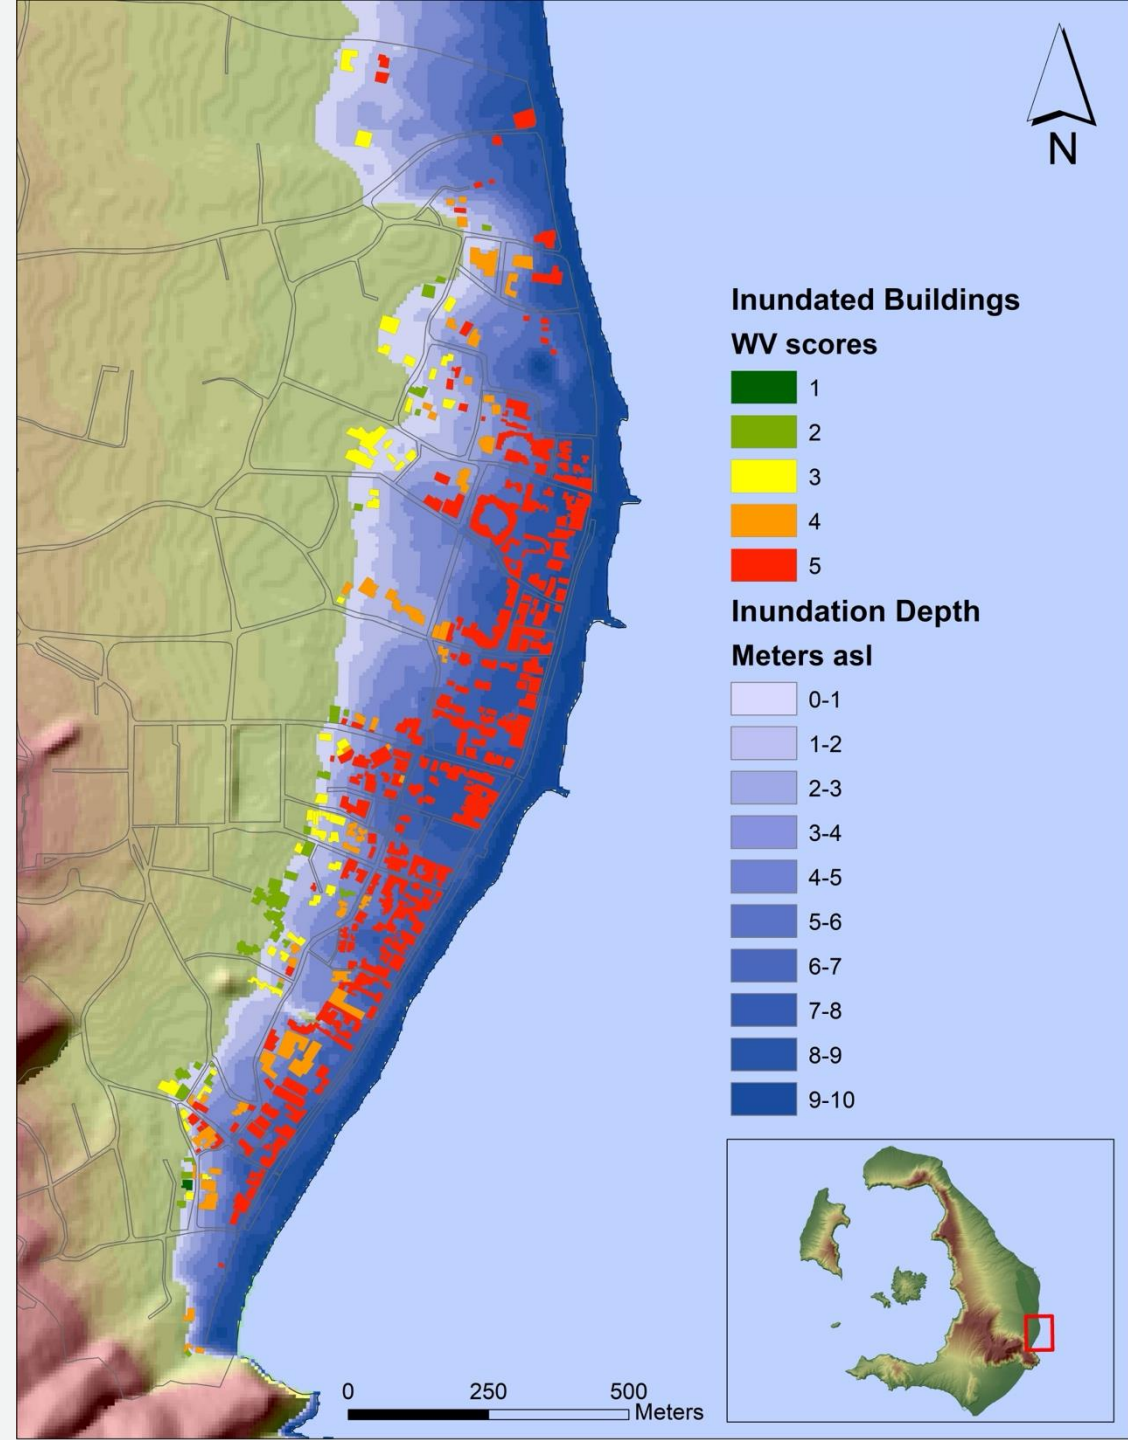 N
Inundated Buildings
WV scores
1
2
3
4
5
Inundation Depth
Meters asl
0-1
1-2
2-3
3-4
4-5
5-6
6-7
7-8
8-9
9-10
0 250 500
Meters